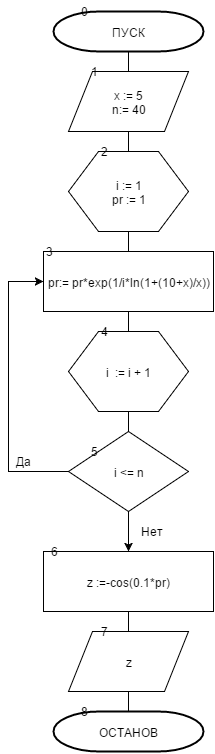 0
ПУСК
1
x := 5
n:= 40
2
i := 1
pr := 1
3
pr:= pr*exp(1/i*ln(1+(10+x)/x))
4
i := i + 1
5
i <= n
Да
Нет
6
z :=-cos(0.1*pr)
7
z
8
ОСТАНОВ